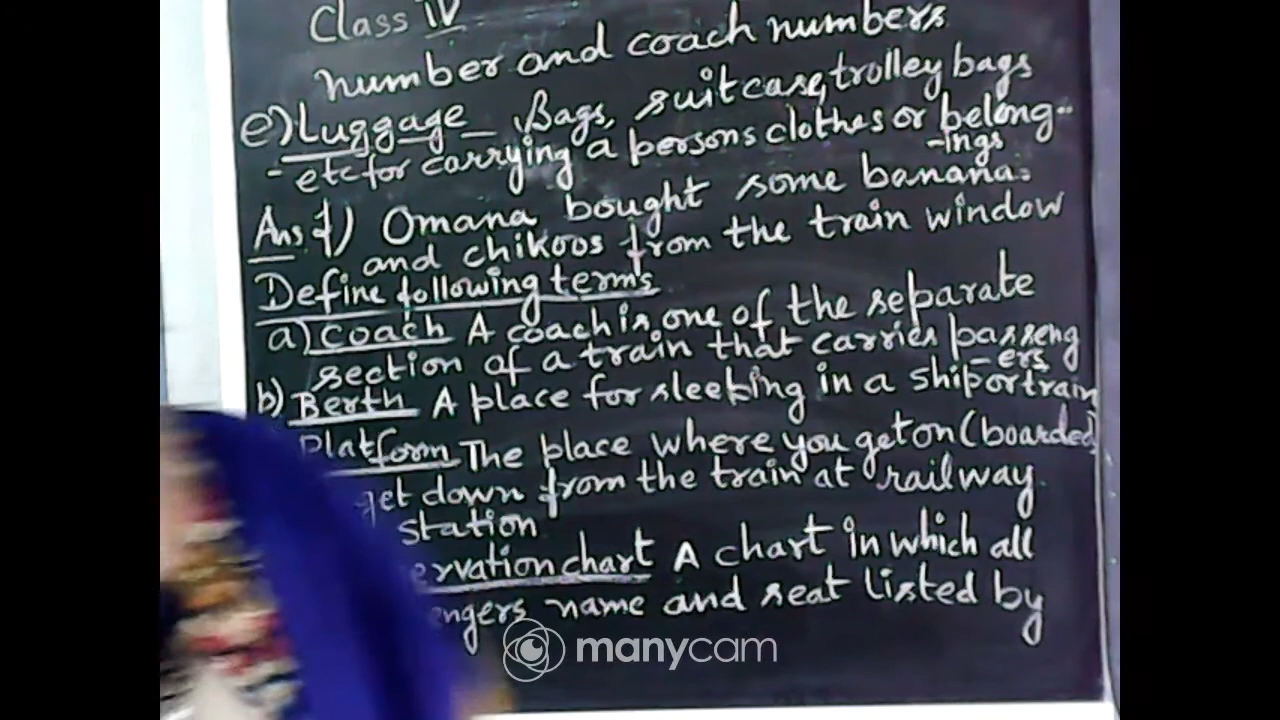 Class IV
number and coach numbers
e) Luggage - Bags, suitcase, trolley bags
- etc for carrying a persons clothes or belong-
-ings
Ans f) Omana bought some banana
and chikoos from the train window
Define following terms
a) coach A coach is one of the separate
section of a train that carries passeng
-ers
b) Berth A place for sleeping in a ship or train
Platform The place where you get on (boarded)
get down from the train at railway
station
ervation chart A chart in which all
engers name and seat listed by
manycam